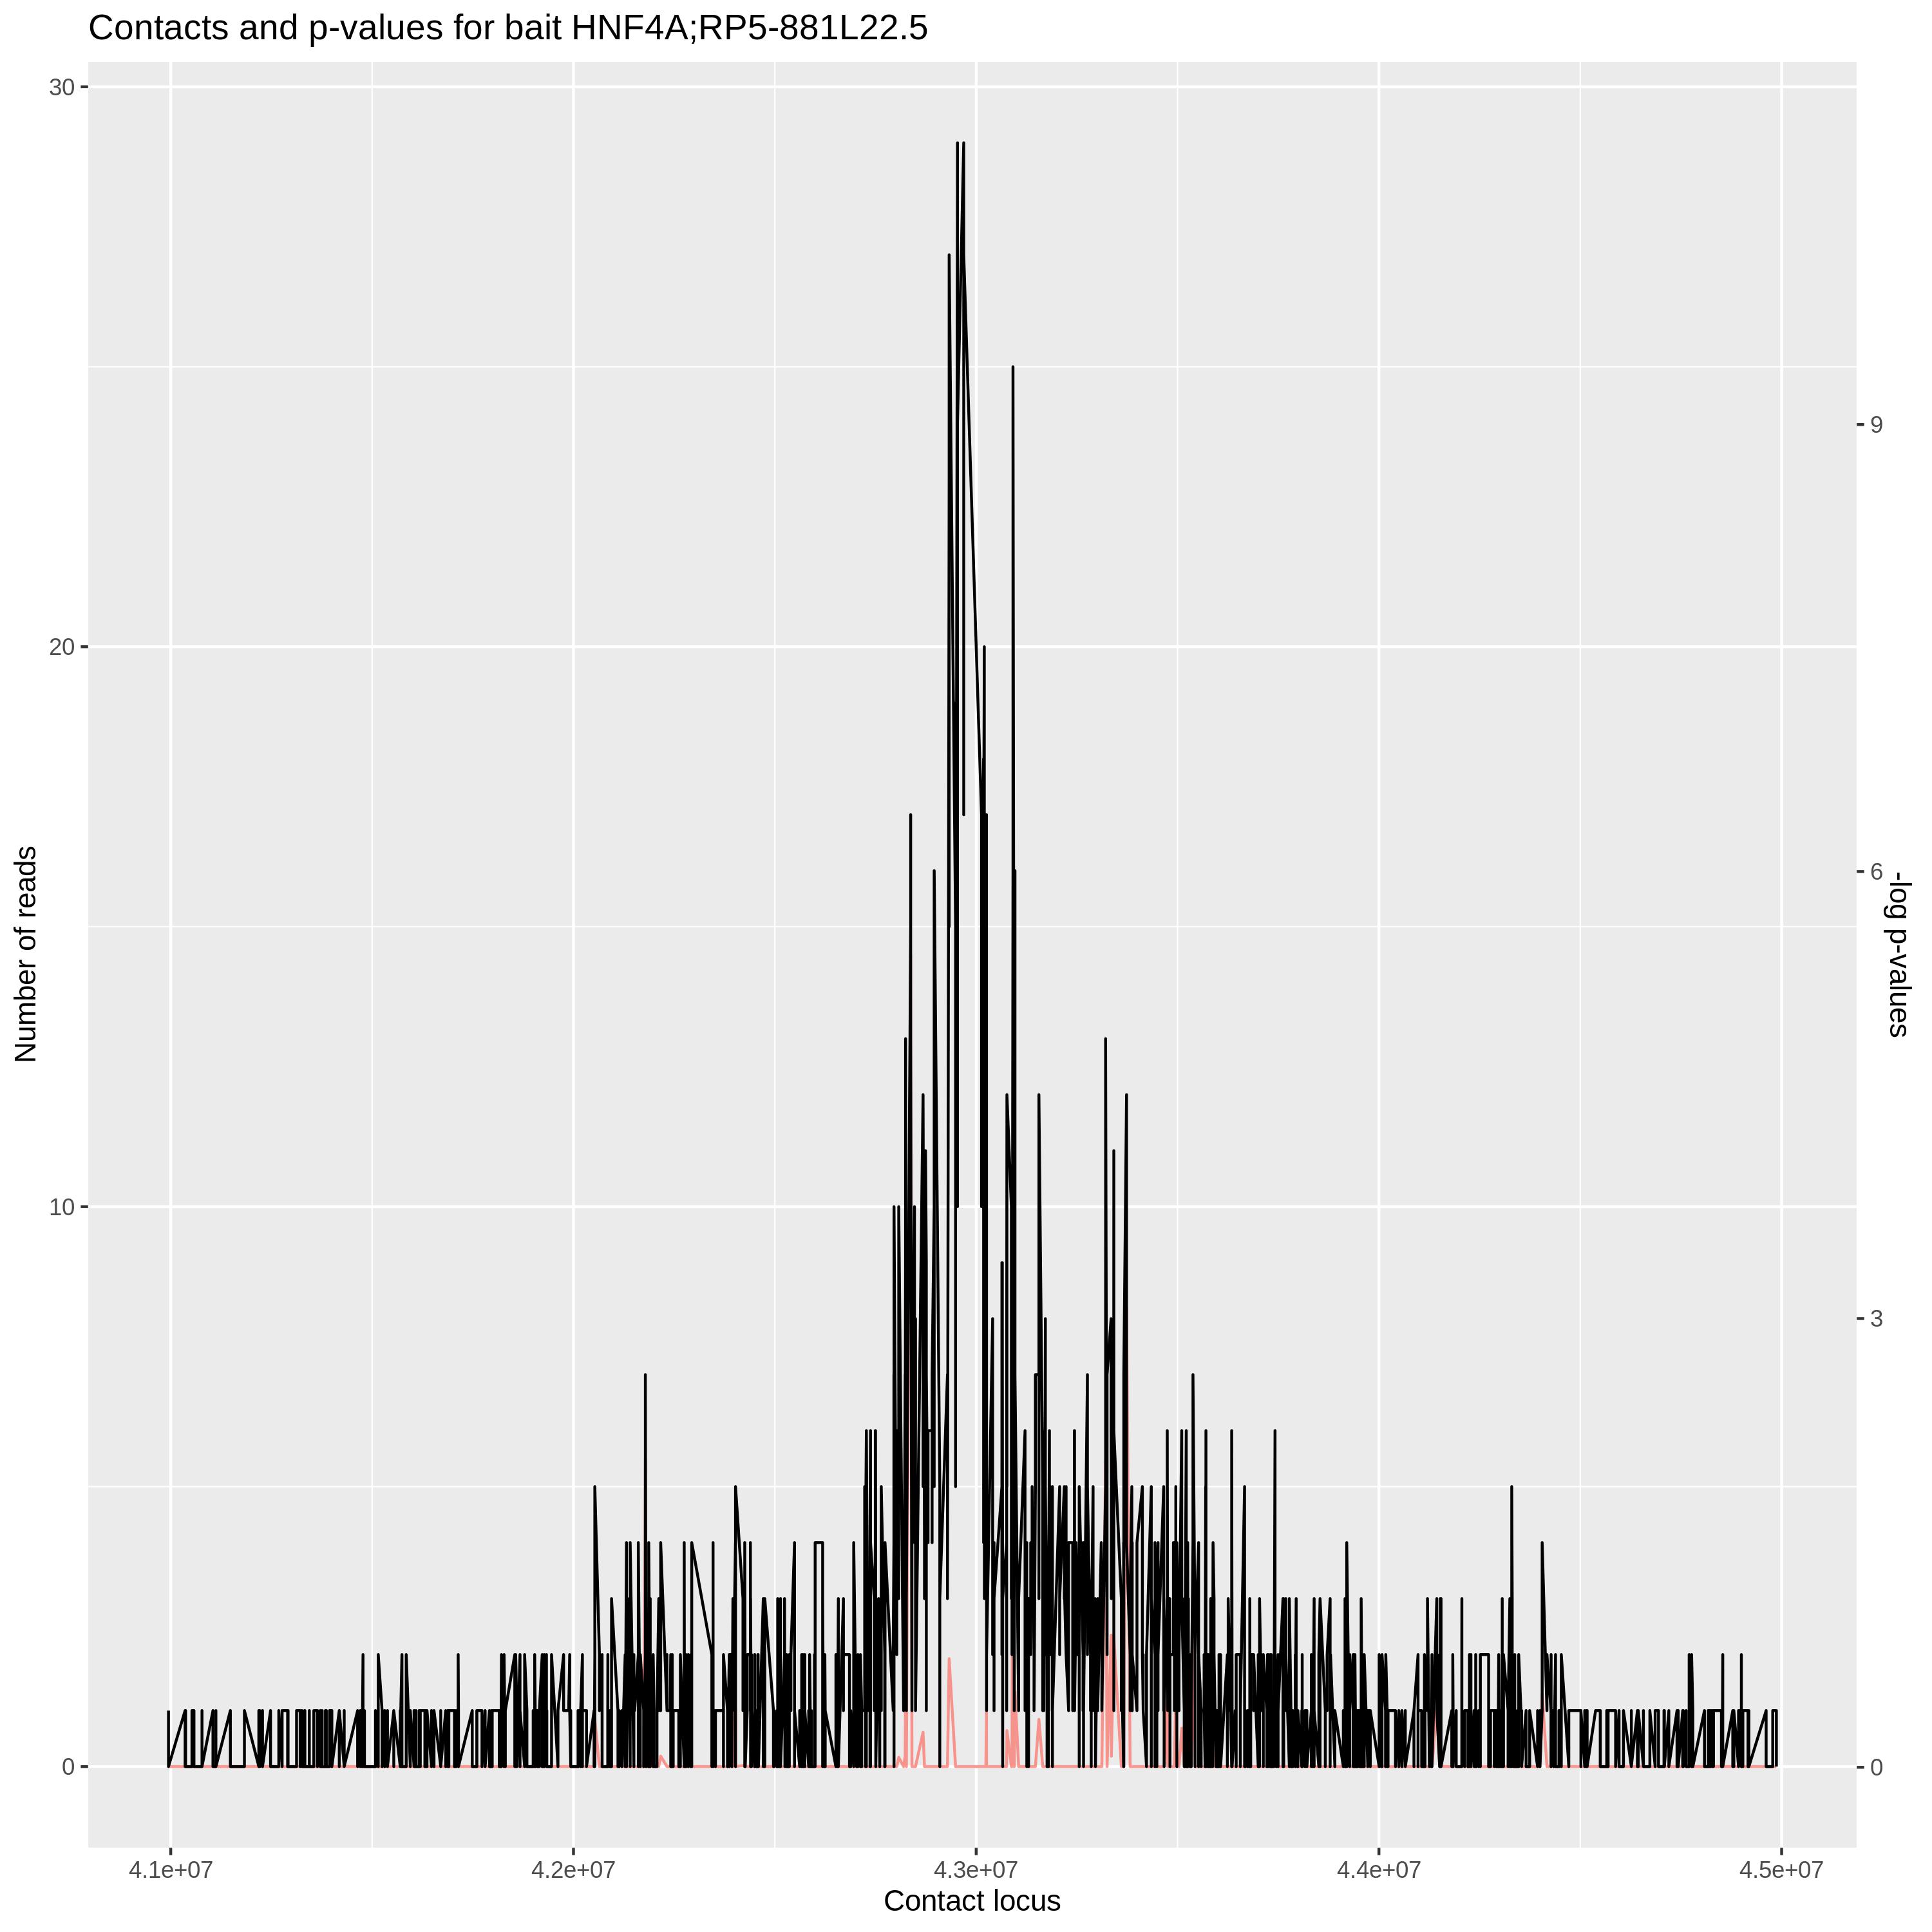 Contacts and p-values for bait HNF4A;RP5-881L22.5
30
20
10
0
Number of reads
9
6
3
0
-log p-values
4.1e+07 4.2e+07 4.3e+07 4.4e+07 4.5e+07
Contact locus